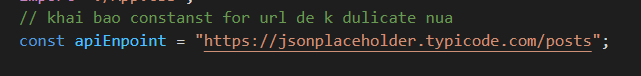 // khai bao constanst for url de k dulicate nua
const apiEnpoint = "https://jsonplaceholder.typicode.com/posts";